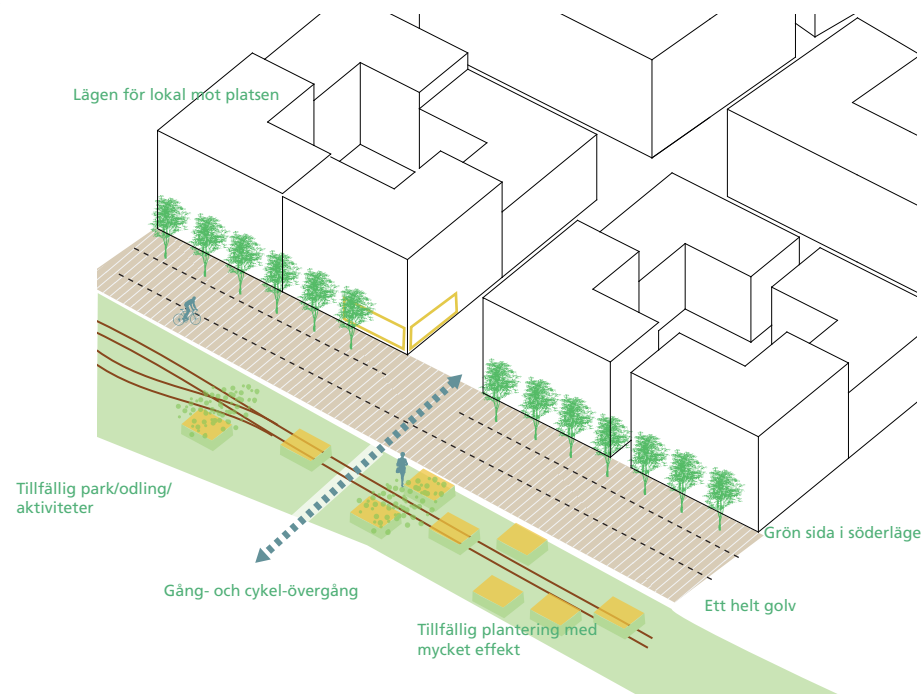 Lägen för lokal mot platsen
Tillfällig park/odling/
aktiviteter
Grön sida i söderläge
Gång- och cykel-övergång
Ett helt golv
Tillfällig plantering med
mycket effekt